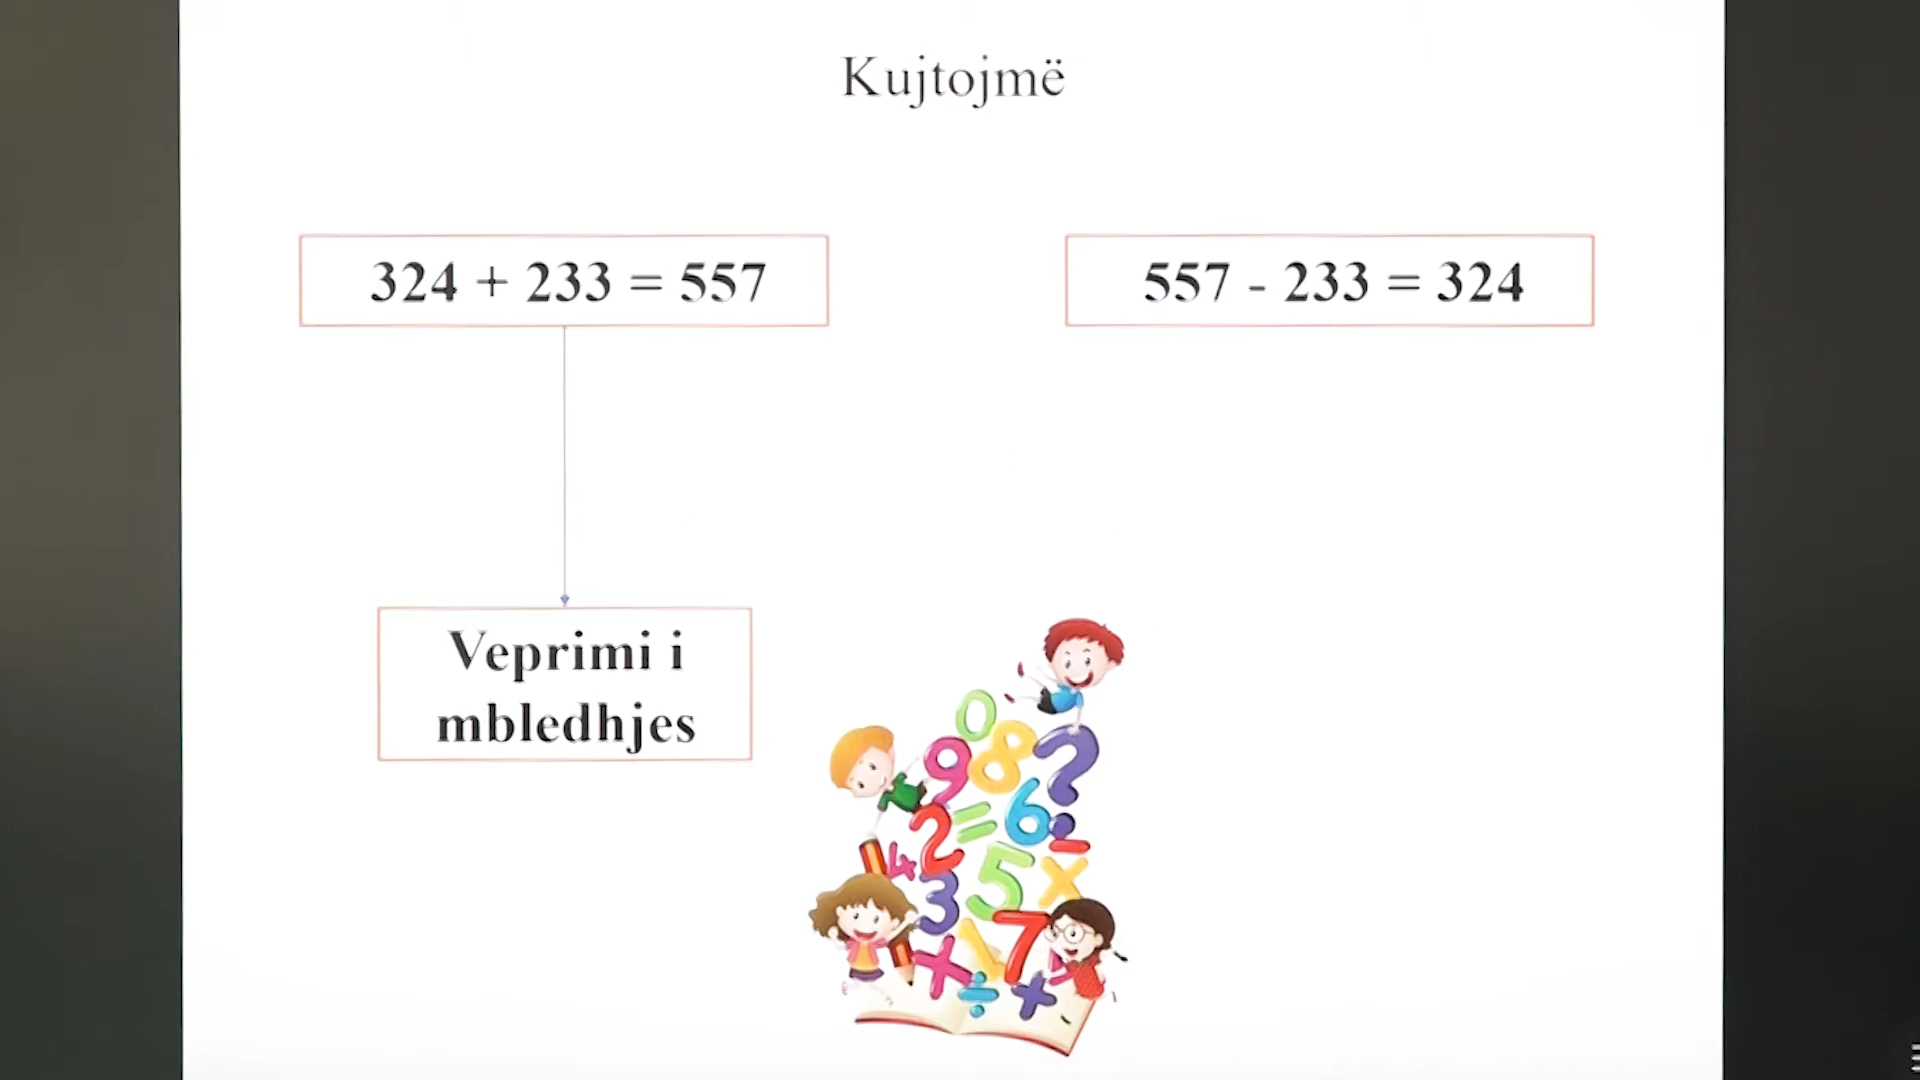 Kujtojmë
324 + 233 = 557
557 - 233 = 324
Veprimi i
mbledhjes